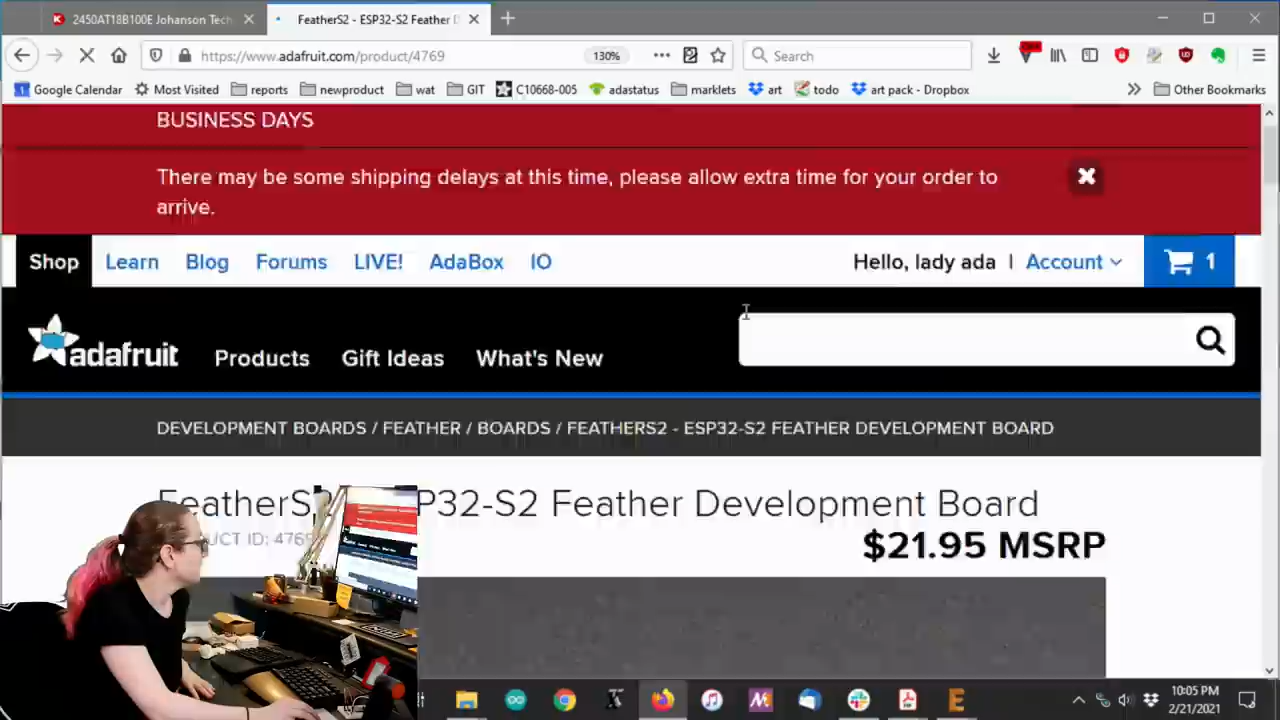 2450AT18B100E Johanson Tech
FeatherS2 - ESP32-S2 Feather D
https://www.adafruit.com/product/4769
130%
Search
Google Calendar
Most Visited
reports
newproduct
wat
GIT
C10668-005
adastatus
marklets
art
todo
art pack - Dropbox
Other Bookmarks
BUSINESS DAYS
There may be some shipping delays at this time, please allow extra time for your order to
arrive.
Shop
Learn
Blog
Forums
LIVE!
AdaBox
IO
Hello, lady ada | Account
1
adafruit
Products
Gift Ideas
What's New
DEVELOPMENT BOARDS / FEATHER / BOARDS / FEATHERS2 - ESP32-S2 FEATHER DEVELOPMENT BOARD
FeatherS2 P32-S2 Feather Development Board
UCT ID: 4769
$21.95 MSRP
10:05 PM
2/21/2021